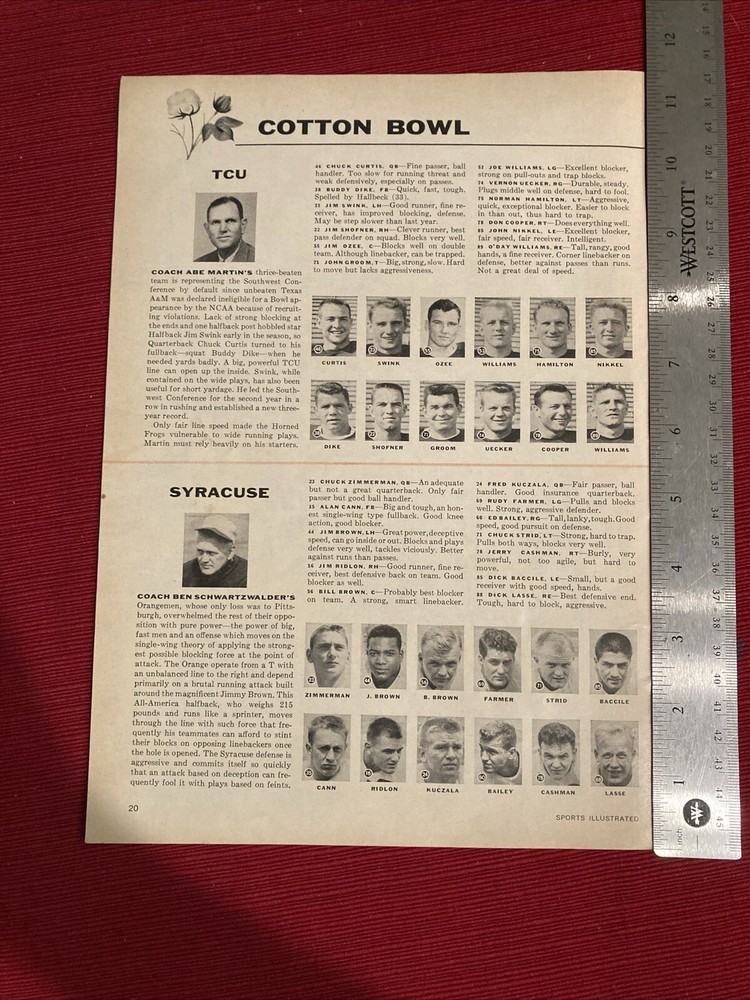 COTTON BOWL
TCU
COACH ABE MARTIN'S thrice-beaten
team is representing the Southwest Con-
ference by default since unbeaten Texas
A&M was declared ineligible for a Bowl ap-
pearance by the NCAA because of recruit-
ing violations. Lack of strong blocking at
the ends and one halfback post hobbled star
Halfback Jim Swink early in the season, so
Quarterback Chuck Curtis turned to his
fullback—squat Buddy Dike—when he
needed yards badly. A big, powerful TCU
line can open up the inside. Swink, while
contained on the wide plays, has also been
useful for short yardage. He led the South-
west Conference for the second year in a
row in rushing and established a new three-
year record.
Only fair line speed made the Horned
Frogs vulnerable to wide running plays.
Martin must rely heavily on his starters.
46 CHUCK CURTIS, QB—Fine passer, ball
handler. Too slow for running threat and
weak defensively, especially on passes.
38 BUDDY DIKE, FB—Quick, fast, tough.
Spelled by Hallbeck (33).
23 JIM SWINK, LH—Good runner, fine re-
ceiver, has improved blocking, defense.
May be step slower than last year.
22 JIM SHOFNER, RH—Clever runner, best
pass defender on squad. Blocks very well.
55 JIM OZEE, C—Blocks well on double
team. Although linebacker, can be trapped.
71 JOHN GROOM, T—Big, strong, slow. Hard
to move but lacks aggressiveness.
52 JOE WILLIAMS, LG—Excellent blocker,
strong on pull-outs and trap blocks.
74 VERNON UECKER, RG—Durable, steady.
Plugs middle well on defense, hard to fool.
75 NORMAN HAMILTON, LT—Aggressive,
quick, exceptional blocker. Easier to block
in than out, thus hard to trap.
78 DON COOPER, RT—Does everything well.
85 JOHN NIKKEL, LE—Excellent blocker,
fair speed, fair receiver. Intelligent.
89 O'DAY WILLIAMS, RE—Tall, rangy, good
hands, a fine receiver. Corner linebacker on
defense, better against passes than runs.
Not a great deal of speed.
CURTIS SWINK OZEE WILLIAMS HAMILTON NIKKEL
DIKE SHOFNER GROOM UECKER COOPER WILLIAMS
SYRACUSE
COACH BEN SCHWARTZWALDER'S
Orangemen, whose only loss was to Pitts-
burgh, overwhelmed the rest of their oppo-
sition with pure power—the power of big,
fast men and an offense which moves on the
single-wing theory of applying the strong-
est possible blocking force at the point of
attack. The Orange operate from a T with
an unbalanced line to the right and depend
primarily on a brutal running attack built
around the magnificent Jimmy Brown. This
All-America halfback, who weighs 215
pounds and runs like a sprinter, moves
through the line with such force that fre-
quently his teammates can afford to stint
their blocks on opposing linebackers once
the hole is opened. The Syracuse defense is
aggressive and commits itself so quickly
that an attack based on deception can fre-
quently fool it with plays based on feints.
23 CHUCK ZIMMERMAN, QB—An adequate
but not a great quarterback. Only fair
passer but good ball handler.
35 ALAN CANN, FB—Big and tough, an hon-
est single-wing type fullback. Good knee
action, good blocker.
44 JIM BROWN, LH—Great power, deceptive
speed, can go inside or out. Blocks and plays
defense very well, tackles viciously. Better
against runs than passes.
16 JIM RIDLON, RH—Good runner, fine re-
ceiver, best defensive back on team. Good
blocker as well.
56 BILL BROWN, C—Probably best blocker
on team. A strong, smart linebacker.
24 FRED KUCZALA, QB—Fair passer, ball
handler. Good insurance quarterback.
69 RUDY FARMER, LG—Pulls and blocks
well. Strong, aggressive defender.
60 ED BAILEY, RG—Tall, lanky, tough. Good
speed, good pursuit on defense.
71 CHUCK STRID, LT—Strong, hard to trap.
Pulls both ways, blocks very well.
78 JERRY CASHMAN, RT—Burly, very
powerful, not too agile, but hard to
move.
85 DICK BACCILE, LE—Small, but a good
receiver with good speed, hands.
88 DICK LASSE, RE—Best defensive end.
Tough, hard to block, aggressive.
ZIMMERMAN J. BROWN B. BROWN FARMER STRID BACCILE
CANN RIDLON KUCZALA BAILEY CASHMAN LASSE
20
SPORTS ILLUSTRATED
WESTCOTT